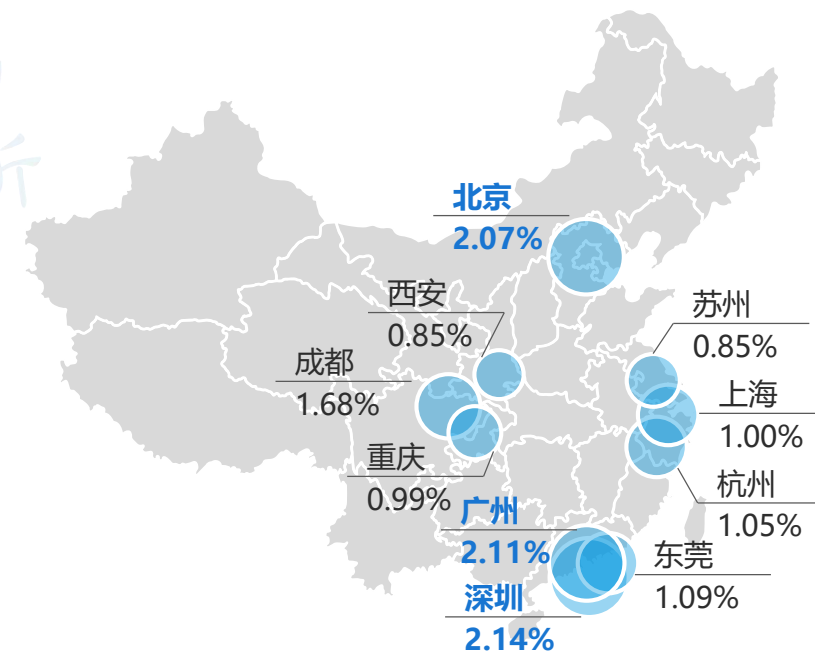 北京
2.07%
西安
0.85%
苏州
0.85%
成都
1.68%
上海
1.00%
重庆
0.99%
杭州
1.05%
广州
2.11%
东莞
1.09%
深圳
2.14%